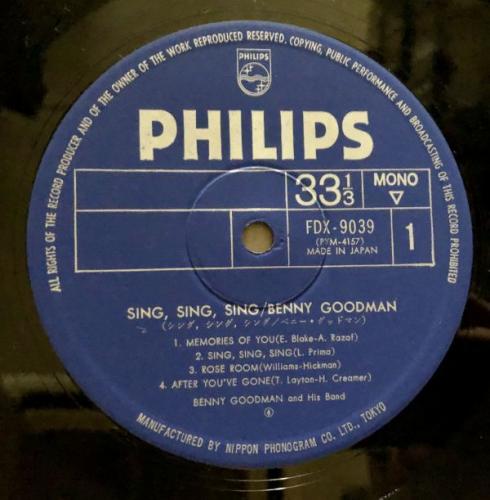 ALL RIGHTS OF THE RECORD PRODUCER AND OF THE OWNER OF THE WORK REPRODUCED RESERVED. COPYING, PUBLIC PERFORMANCE AND BROADCASTING OF THIS RECORD PROHIBITED
PHILIPS
PHILIPS
33 1/3
MONO
FDX-9039
(PXM-4157)
MADE IN JAPAN
1
SING, SING, SING/BENNY GOODMAN
(シング, シング, シング/ベニー・グッドマン)
1. MEMORIES OF YOU(E. Blake-A. Razaf)
2. SING, SING, SING(L. Prima)
3. ROSE ROOM(Williams-Hickman)
4. AFTER YOU'VE GONE(T. Layton-H. Creamer)
BENNY GOODMAN and His Band
MANUFACTURED BY NIPPON PHONOGRAM CO. LTD., TOKYO